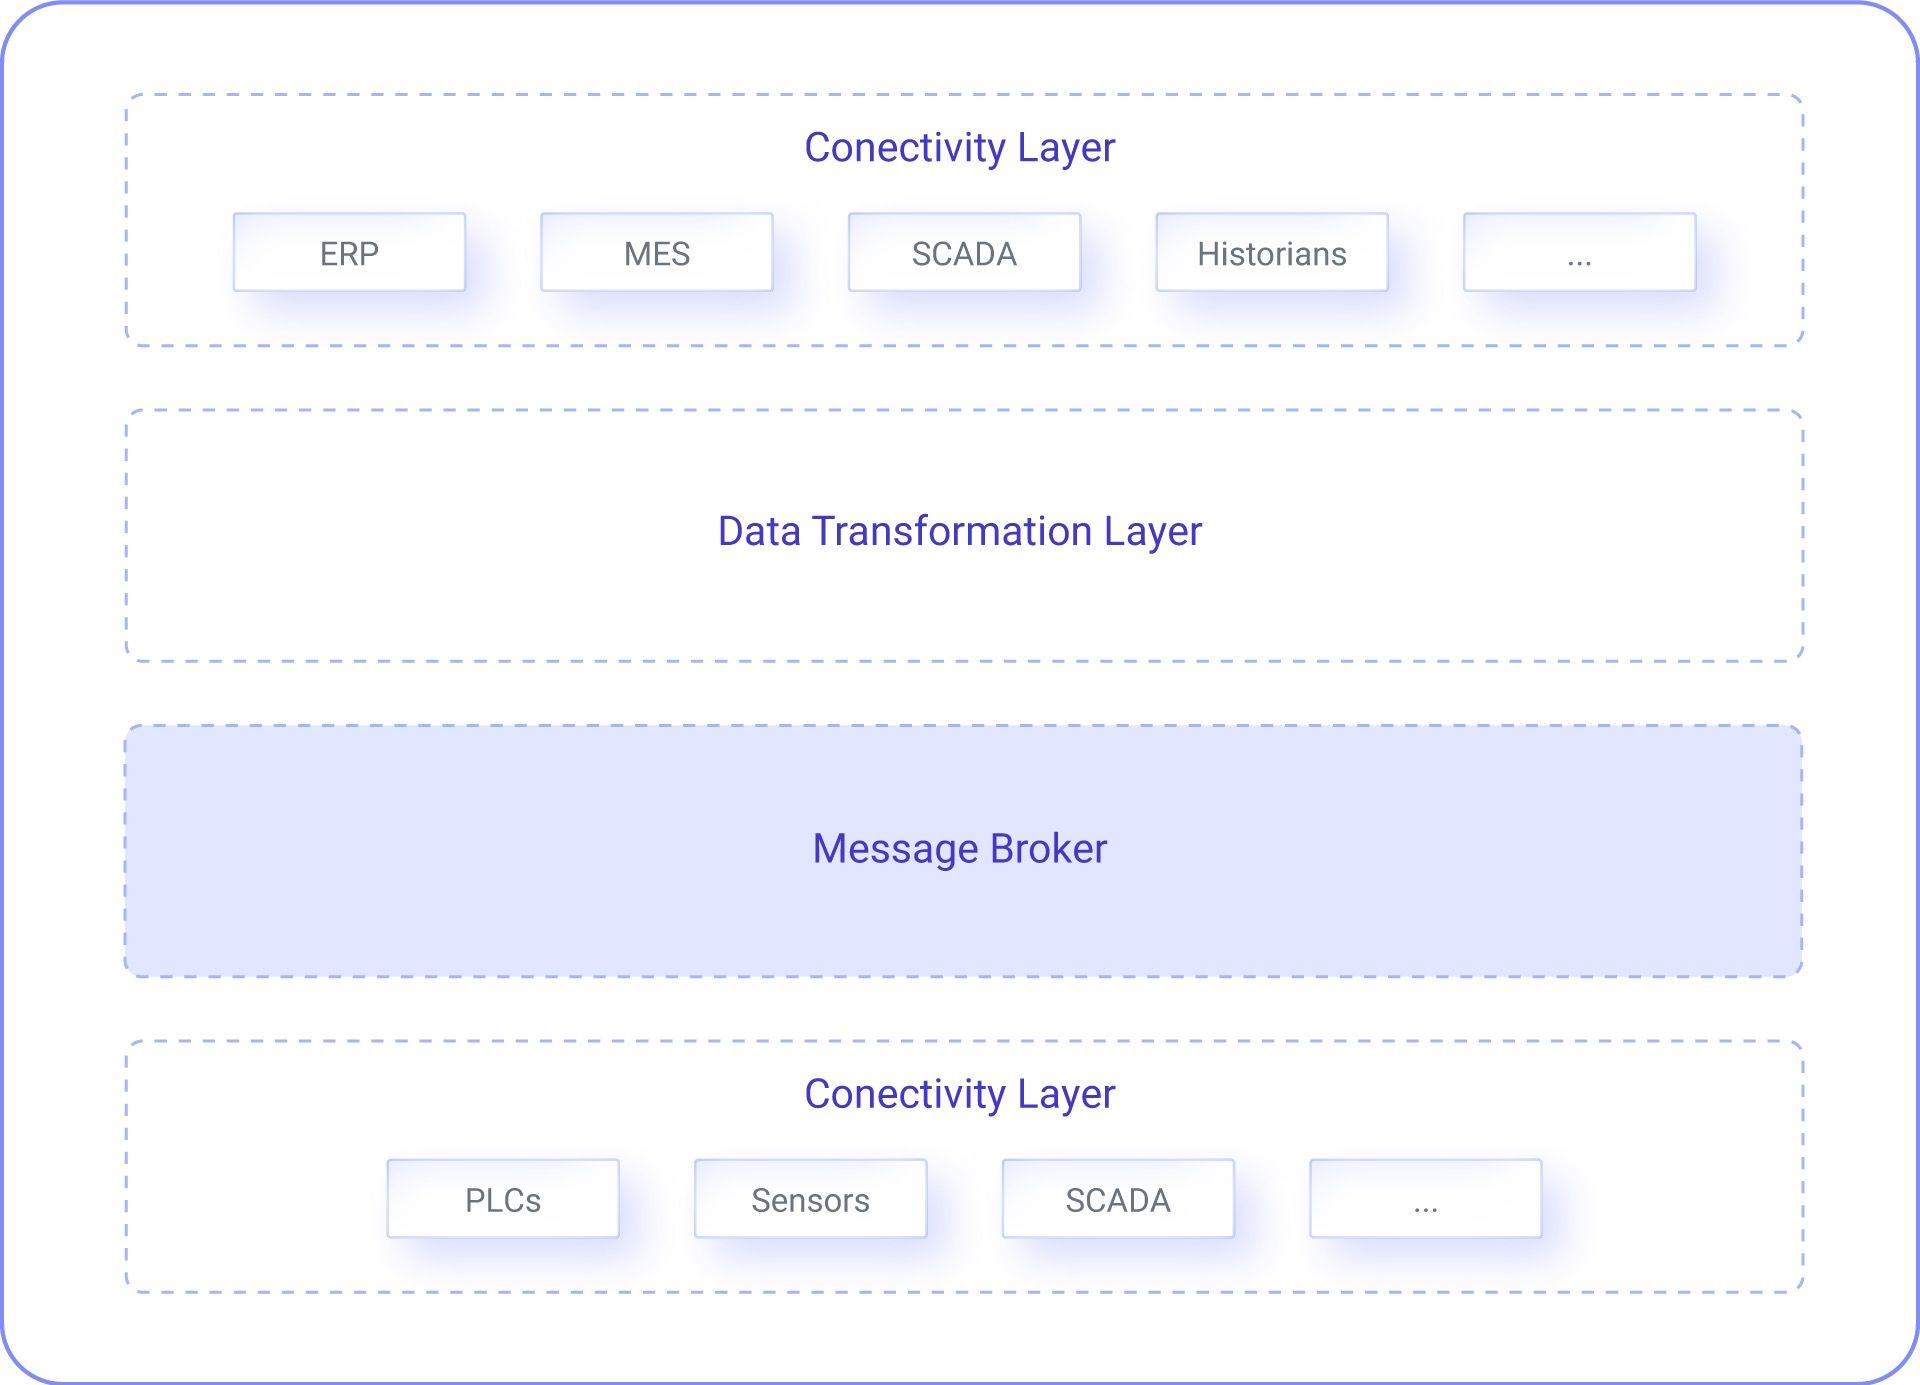 Conectivity Layer
ERP
MES
SCADA
Historians
...
Data Transformation Layer
Message Broker
Conectivity Layer
PLCs
Sensors
SCADA
...